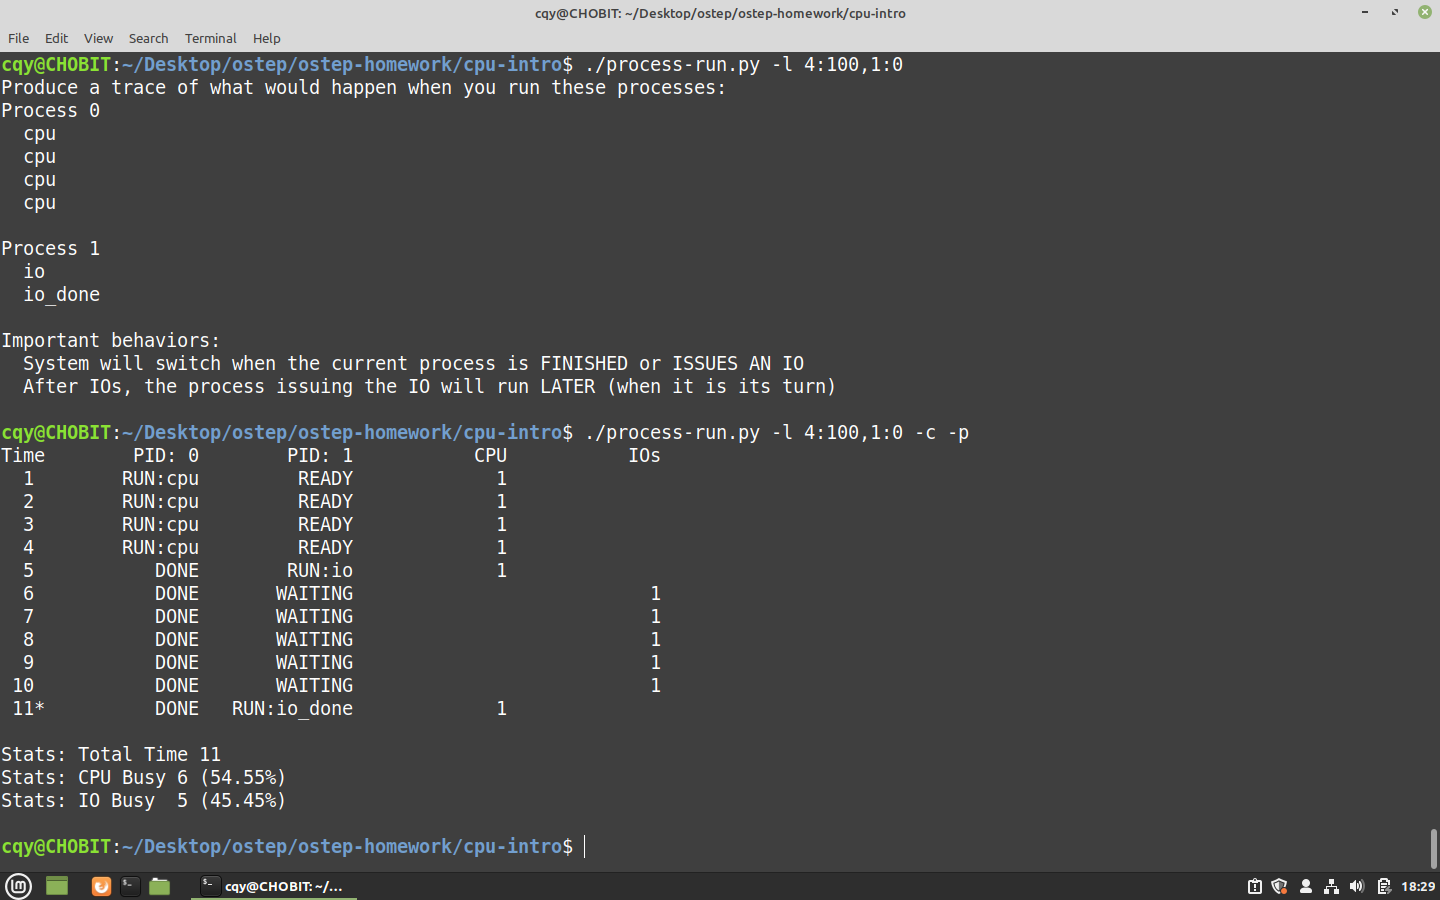 cqy@CHOBIT: ~/Desktop/ostep/ostep-homework/cpu-intro
File Edit View Search Terminal Help
cqy@CHOBIT:~/Desktop/ostep/ostep-homework/cpu-intro$ ./process-run.py -l 4:100,1:0
Produce a trace of what would happen when you run these processes:
Process 0
  cpu
  cpu
  cpu
  cpu

Process 1
  io
  io_done

Important behaviors:
  System will switch when the current process is FINISHED or ISSUES AN IO
  After IOs, the process issuing the IO will run LATER (when it is its turn)

cqy@CHOBIT:~/Desktop/ostep/ostep-homework/cpu-intro$ ./process-run.py -l 4:100,1:0 -c -p
Time        PID: 0        PID: 1           CPU           IOs
  1        RUN:cpu         READY             1
  2        RUN:cpu         READY             1
  3        RUN:cpu         READY             1
  4        RUN:cpu         READY             1
  5           DONE        RUN:io             1
  6           DONE       WAITING                           1
  7           DONE       WAITING                           1
  8           DONE       WAITING                           1
  9           DONE       WAITING                           1
 10           DONE       WAITING                           1
 11*          DONE   RUN:io_done             1

Stats: Total Time 11
Stats: CPU Busy 6 (54.55%)
Stats: IO Busy  5 (45.45%)

cqy@CHOBIT:~/Desktop/ostep/ostep-homework/cpu-intro$
cqy@CHOBIT: ~/... 18:29